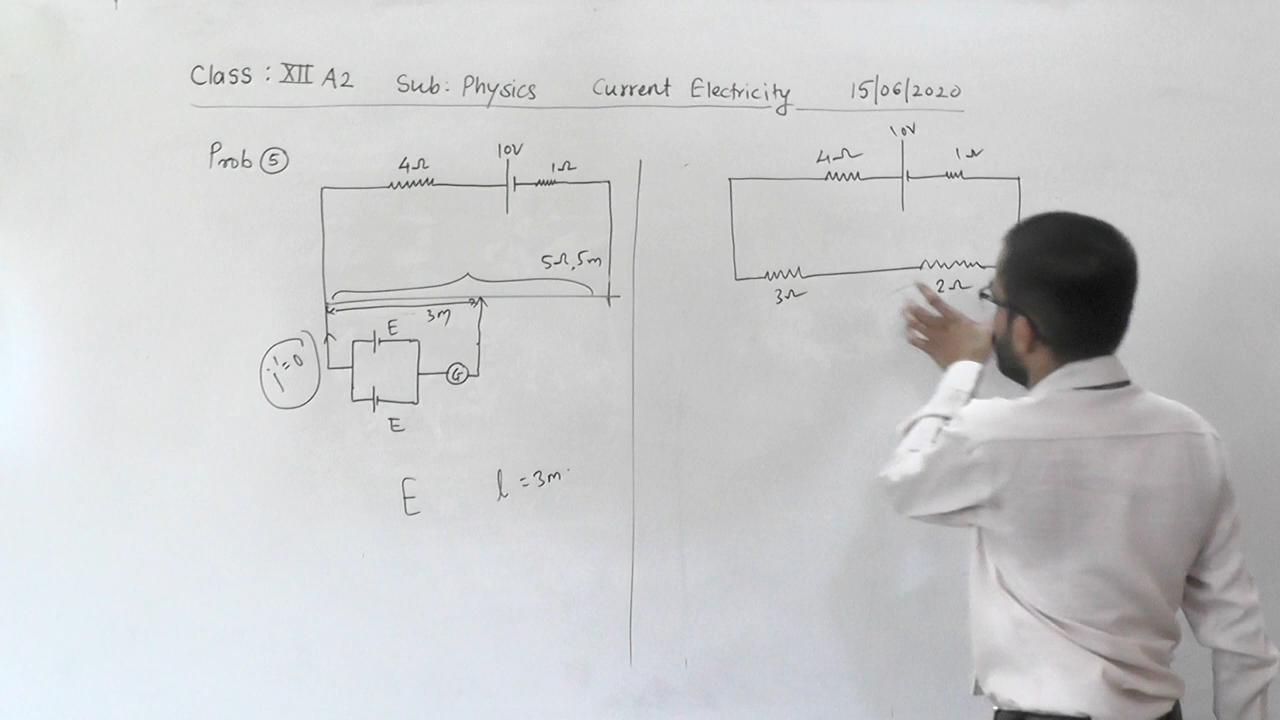 Class : XII A2 Sub: Physics Current Electricity 15/06/2020
Prob 5
4Ω 10V 1Ω
5Ω, 5m
3m
E
i'=0
G
E
E l = 3m
10V
4Ω 1Ω
3Ω 2Ω